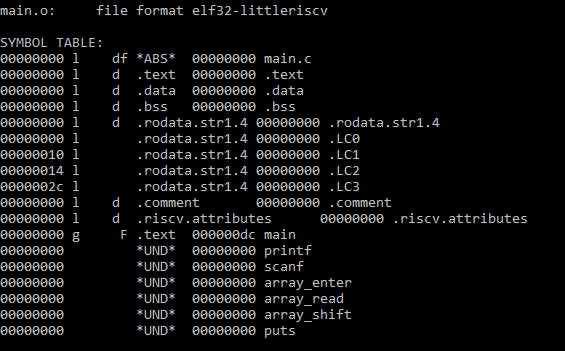 main.o:     file format elf32-littleriscv
SYMBOL TABLE:
00000000 l    df *ABS*  00000000 main.c
00000000 l    d  .text  00000000 .text
00000000 l    d  .data  00000000 .data
00000000 l    d  .bss   00000000 .bss
00000000 l    d  .rodata.str1.4 00000000 .rodata.str1.4
00000000 l       .rodata.str1.4 00000000 .LC0
00000010 l       .rodata.str1.4 00000000 .LC1
00000014 l       .rodata.str1.4 00000000 .LC2
0000002c l       .rodata.str1.4 00000000 .LC3
00000000 l    d  .comment       00000000 .comment
00000000 l    d  .riscv.attributes      00000000 .riscv.attributes
00000000 g     F .text  000000dc main
00000000         *UND*  00000000 printf
00000000         *UND*  00000000 scanf
00000000         *UND*  00000000 array_enter
00000000         *UND*  00000000 array_read
00000000         *UND*  00000000 array_shift
00000000         *UND*  00000000 puts